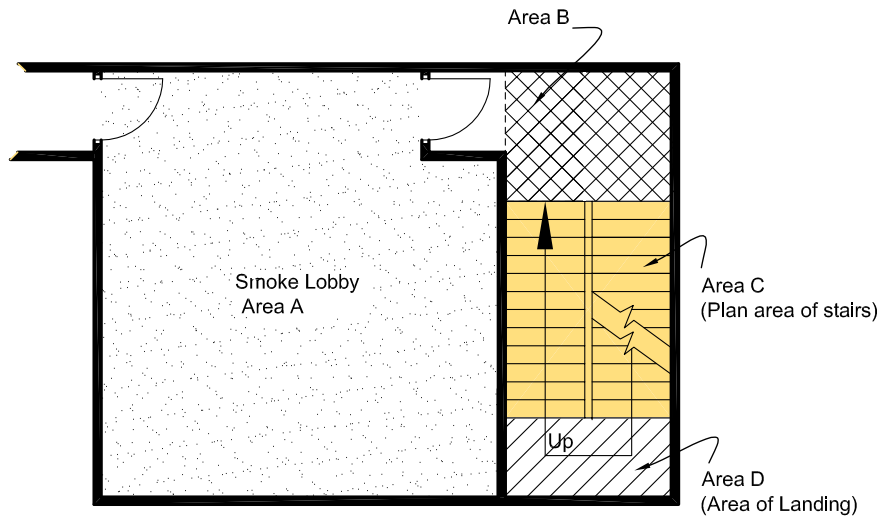 Area B
Smoke Lobby
Area A
Area C
(Plan area of stairs)
Up
Area D
(Area of Landing)